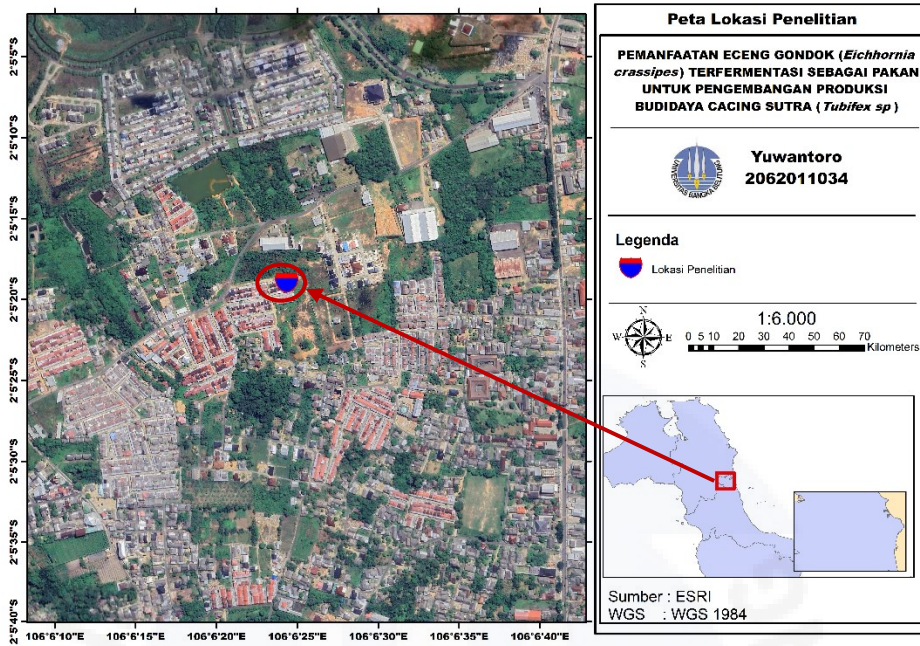 Peta Lokasi Penelitian
PEMANFAATAN ECENG GONDOK (Eichhornia
crassipes) TERFERMENTASI SEBAGAI PAKAN
UNTUK PENGEMBANGAN PRODUKSI
BUDIDAYA CACING SUTRA (Tubifex sp)
UNIVERSITAS BANGKA BELITUNG
Yuwantoro
2062011034
Legenda
Lokasi Penelitian
N
W E
S
1:6.000
0 5 10 20 30 40 50 60 70
Kilometers
Sumber : ESRI
WGS : WGS 1984
2°5'5"S
2°5'10"S
2°5'15"S
2°5'20"S
2°5'25"S
2°5'30"S
2°5'35"S
2°5'40"S
106°6'10"E 106°6'15"E 106°6'20"E 106°6'25"E 106°6'30"E 106°6'35"E 106°6'40"E